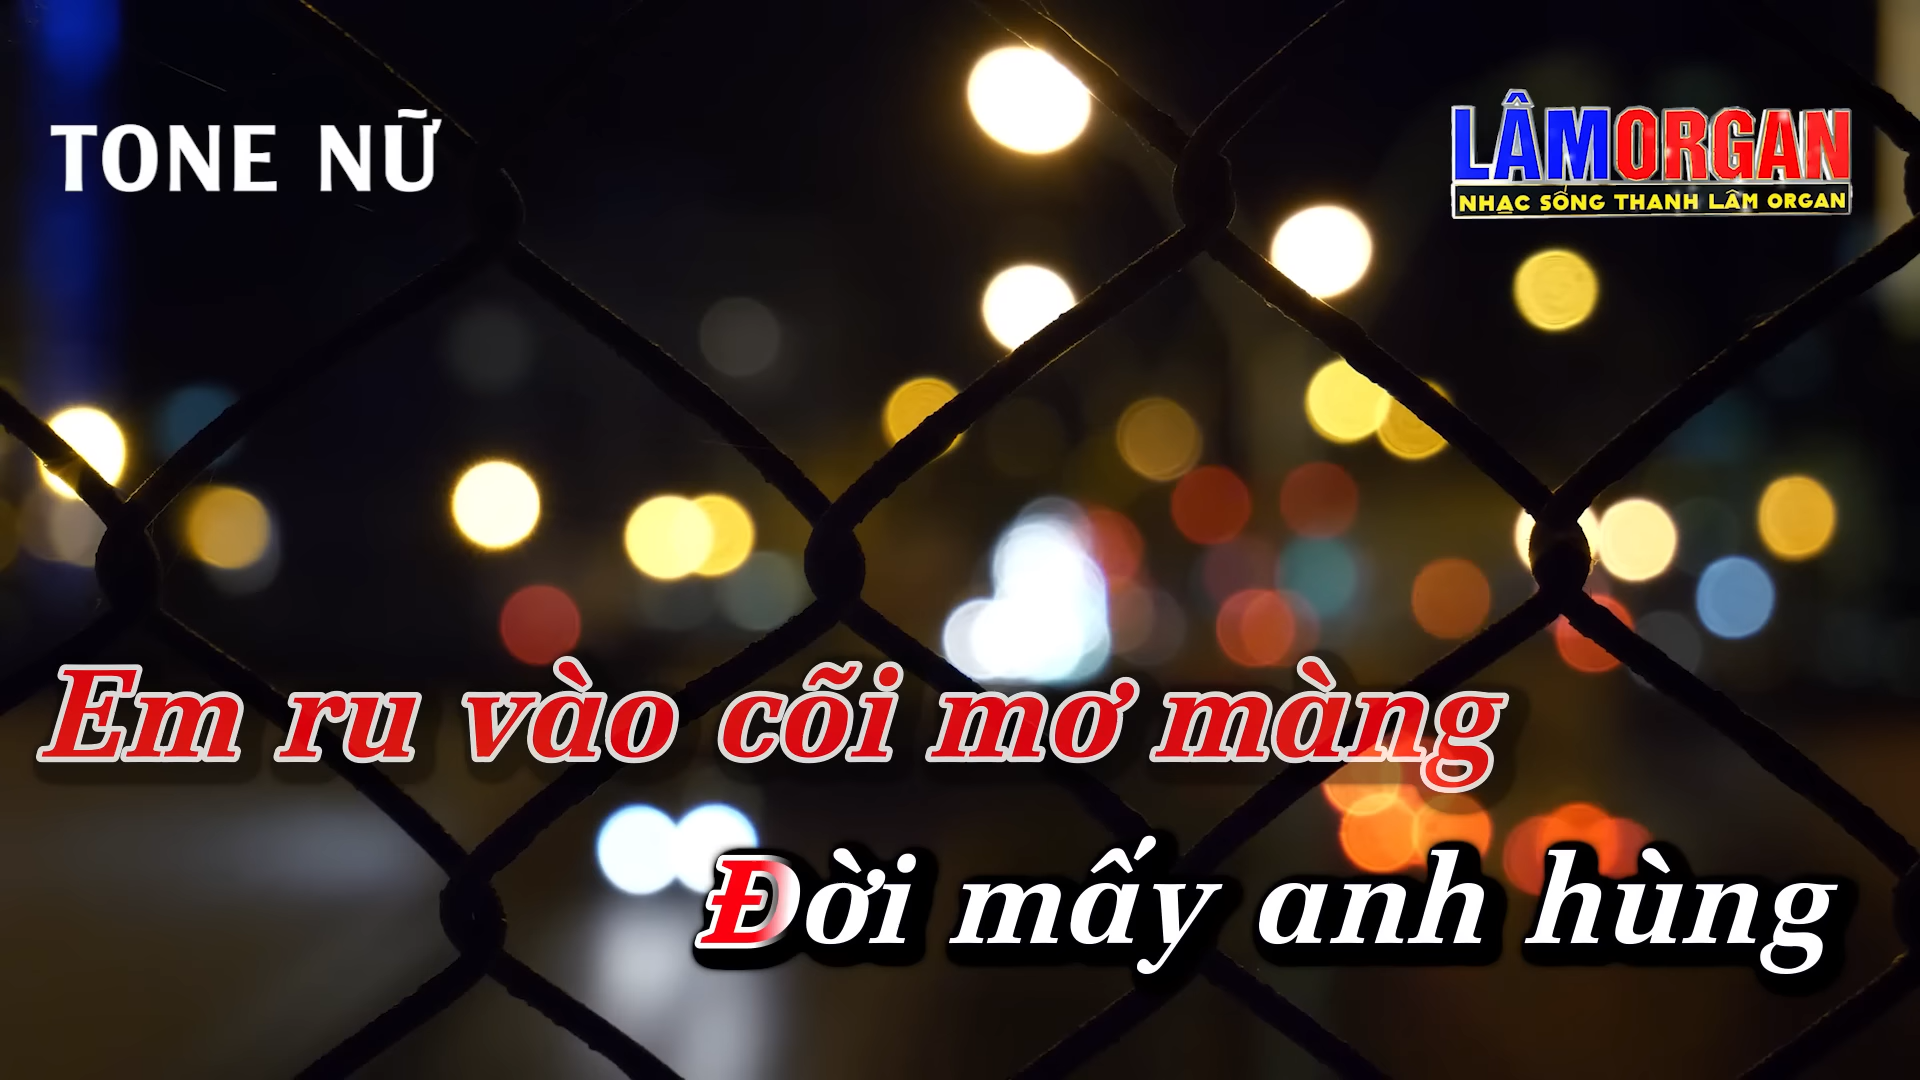 TONE NỮ
LÂMORGAN
NHẠC SỐNG THANH LÂM ORGAN
Em ru vào cõi mơ màng
Đời mấy anh hùng